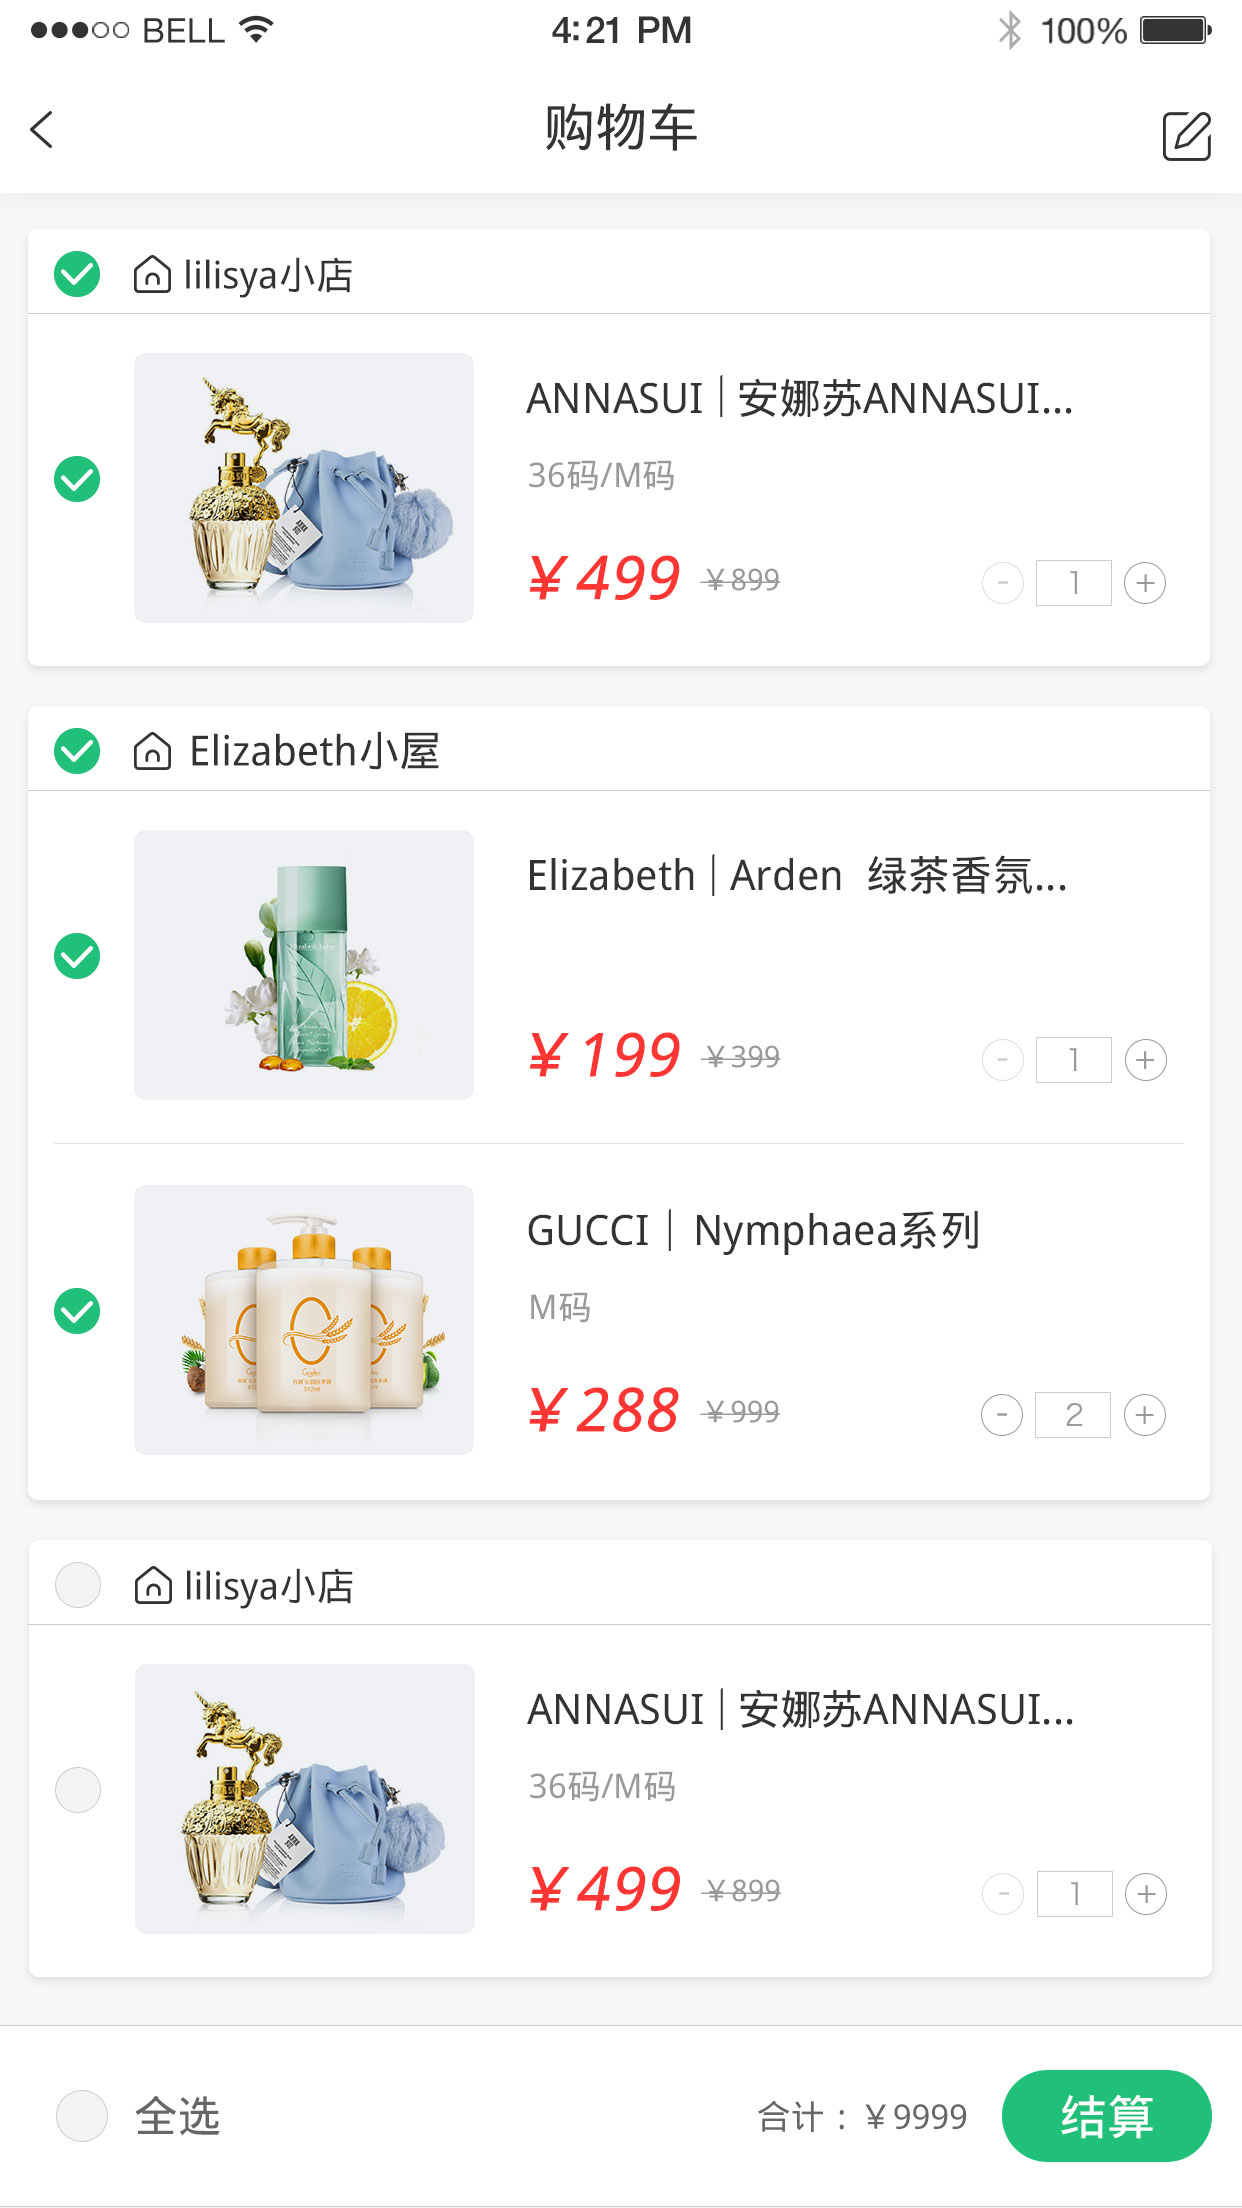 BELL 4:21 PM 100%
购物车
lilisya小店
ANNASUI | 安娜苏ANNASUI...
36码/M码
¥499 ¥899 - 1 +
Elizabeth小屋
Elizabeth | Arden 绿茶香氛...
¥199 ¥399 - 1 +
GUCCI | Nymphaea系列
M码
¥288 ¥999 - 2 +
lilisya小店
ANNASUI | 安娜苏ANNASUI...
36码/M码
¥499 ¥899 - 1 +
全选 合计：¥9999 结算